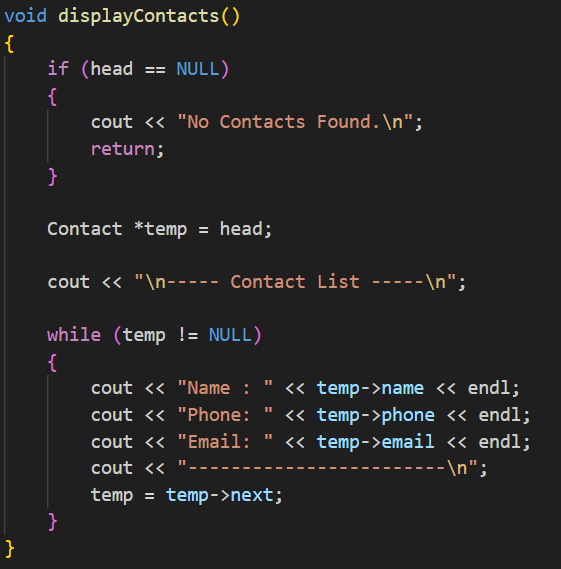 void displayContacts()
{
    if (head == NULL)
    {
        cout << "No Contacts Found.\n";
        return;
    }

    Contact *temp = head;

    cout << "\n----- Contact List -----\n";

    while (temp != NULL)
    {
        cout << "Name : " << temp->name << endl;
        cout << "Phone: " << temp->phone << endl;
        cout << "Email: " << temp->email << endl;
        cout << "------------------------\n";
        temp = temp->next;
    }
}